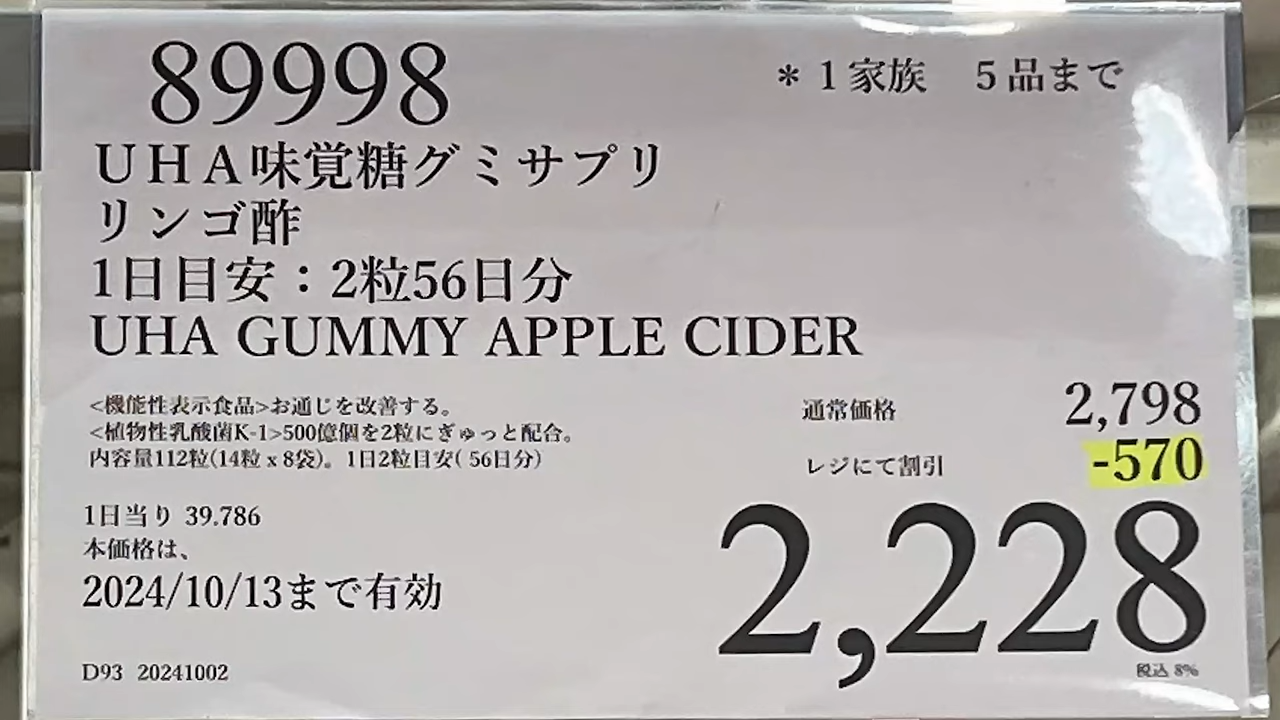 89998
＊１家族　５品まで
ＵＨＡ味覚糖グミサプリ
リンゴ酢
1日目安：2粒56日分
UHA GUMMY APPLE CIDER
<機能性表示食品>お通じを改善する。
<植物性乳酸菌K-1>500億個を2粒にぎゅっと配合。
内容量112粒(14粒 x 8袋)。1日2粒目安( 56日分)
通常価格 2,798
レジにて割引 -570
2,228
税込 8%
1日当り 39.786
本価格は、
2024/10/13まで有効
D93 20241002